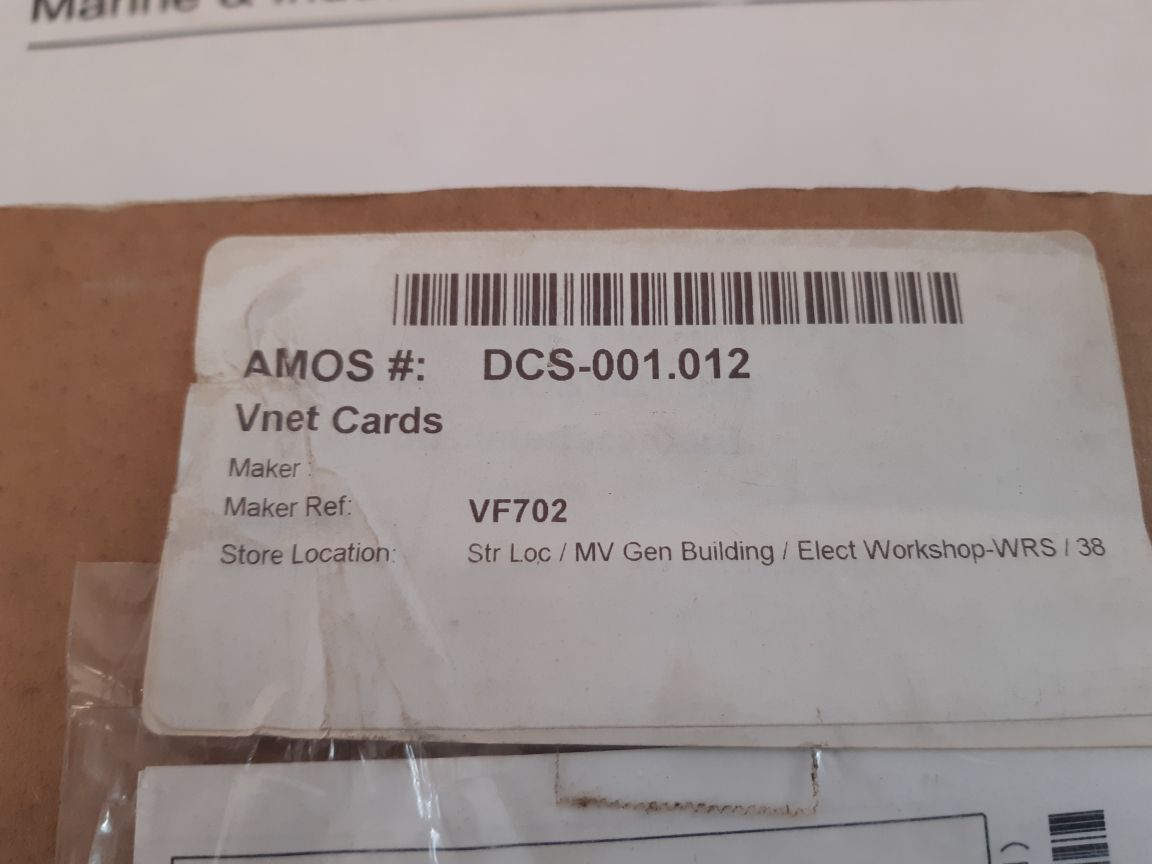 Marine &
AMOS #: DCS-001.012
Vnet Cards
Maker :
Maker Ref: VF702
Store Location: Str Loc / MV Gen Building / Elect Workshop-WRS / 38